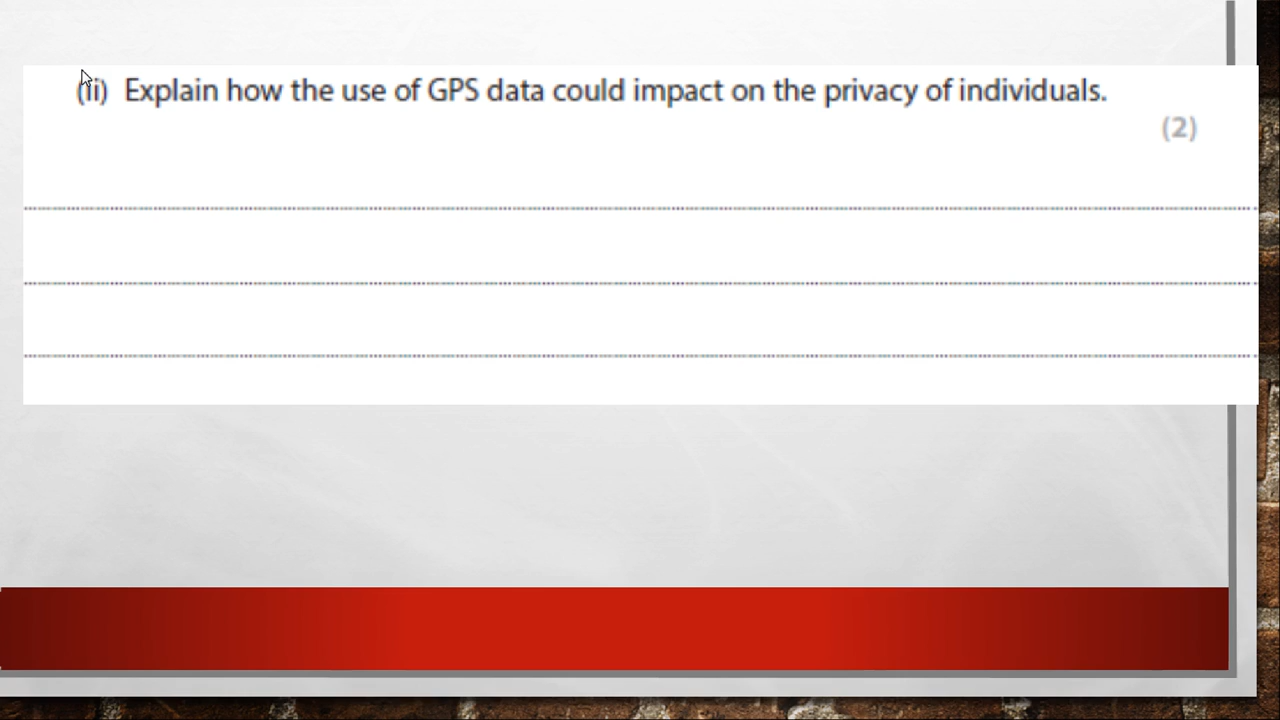 (ii) Explain how the use of GPS data could impact on the privacy of individuals.
(2)